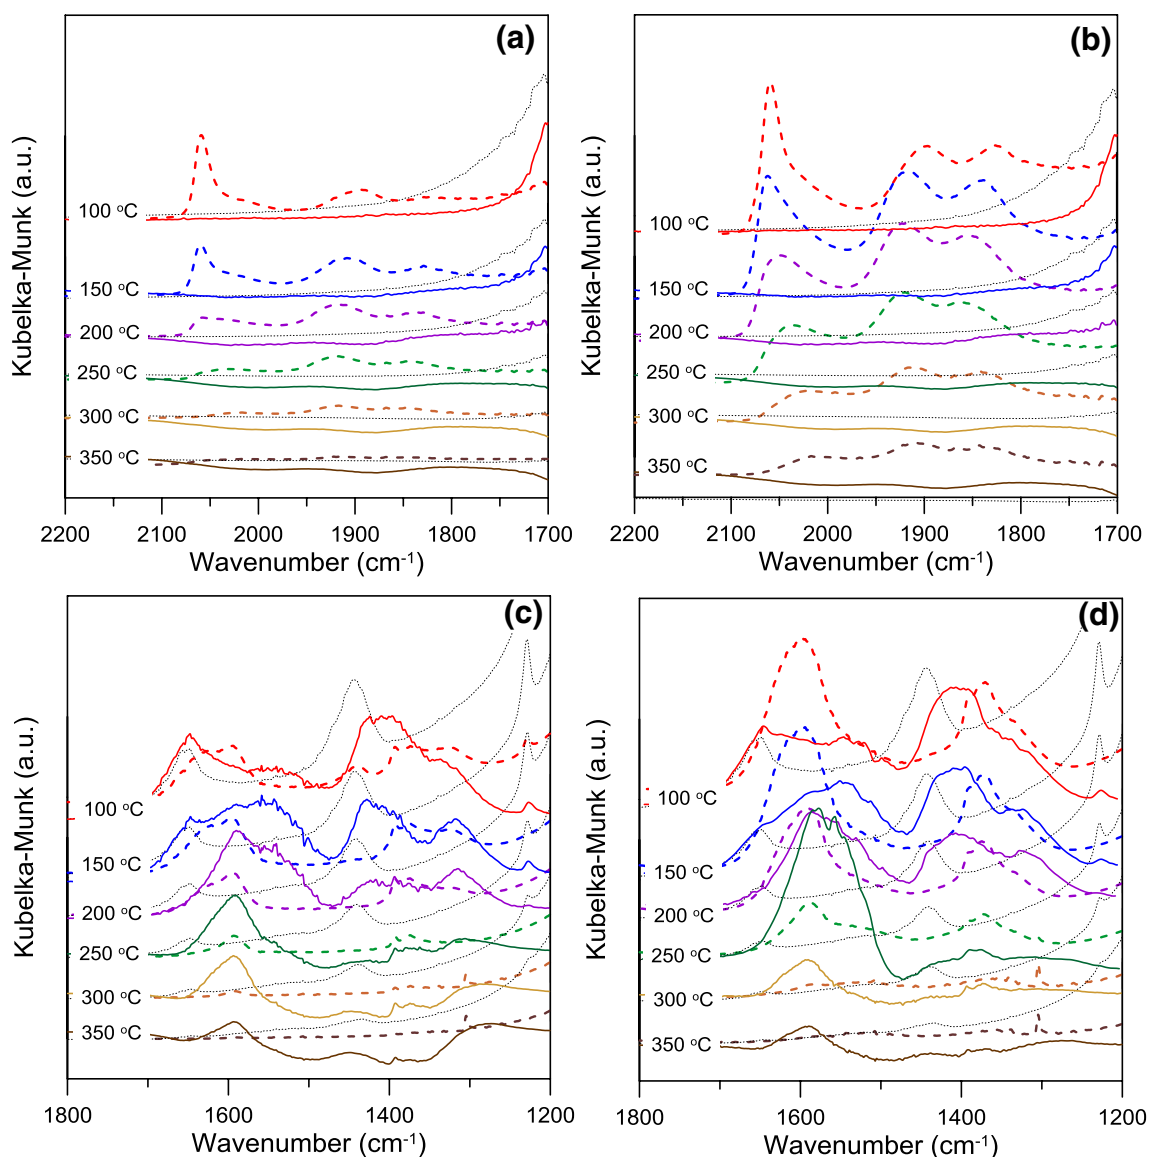 (a)
Kubelka-Munk (a.u.)
100 °C
150 °C
200 °C
250 °C
300 °C
350 °C
2200 2100 2000 1900 1800 1700
Wavenumber (cm-1)
(b)
Kubelka-Munk (a.u.)
100 °C
150 °C
200 °C
250 °C
300 °C
350 °C
2200 2100 2000 1900 1800 1700
Wavenumber (cm-1)
(c)
Kubelka-Munk (a.u.)
100 °C
150 °C
200 °C
250 °C
300 °C
350 °C
1800 1600 1400 1200
Wavenumber (cm-1)
(d)
Kubelka-Munk (a.u.)
100 °C
150 °C
200 °C
250 °C
300 °C
350 °C
1800 1600 1400 1200
Wavenumber (cm-1)